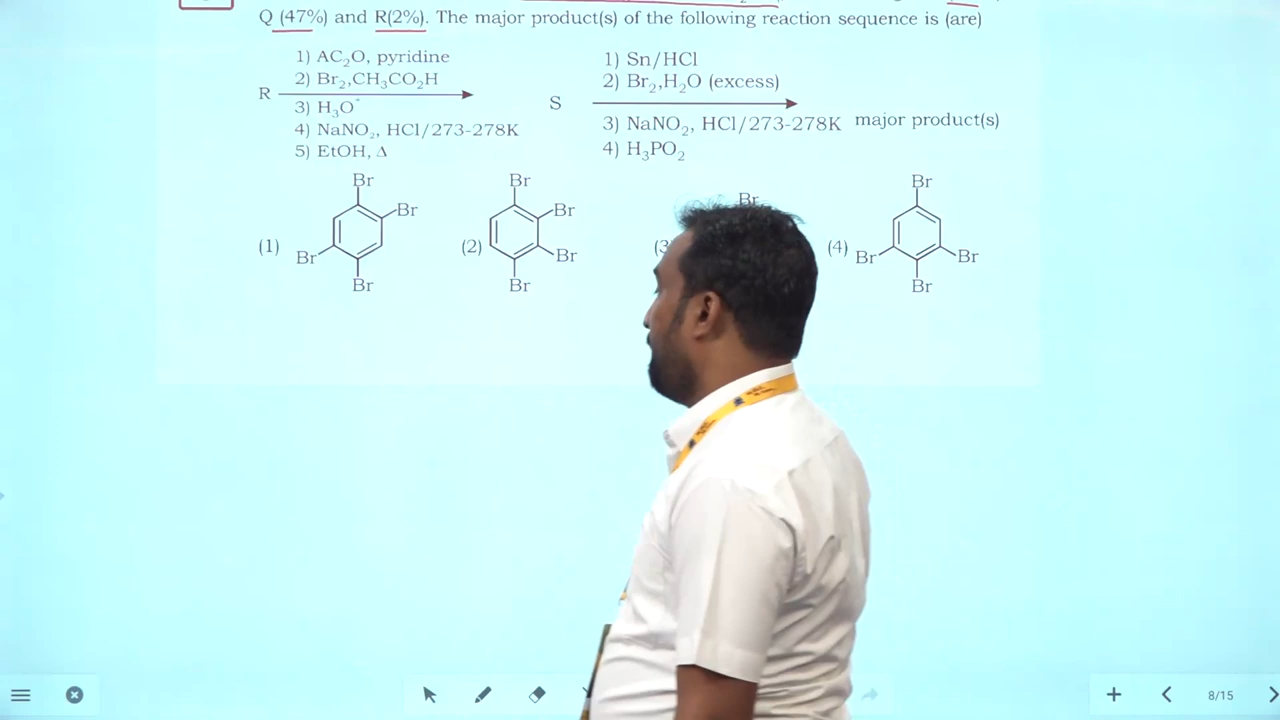 Q (47%) and R(2%). The major product(s) of the following reaction sequence is (are)
1) AC₂O, pyridine
2) Br₂,CH₃CO₂H
R
3) H₃O⁺
4) NaNO₂, HCl/273-278K
5) EtOH, Δ
S
1) Sn/HCl
2) Br₂,H₂O (excess)
3) NaNO₂, HCl/273-278K
4) H₃PO₂
major product(s)
(1)
Br
Br
Br
Br
(2)
Br
Br
Br
Br
(3
Br
(4)
Br
Br
Br
Br
8/15